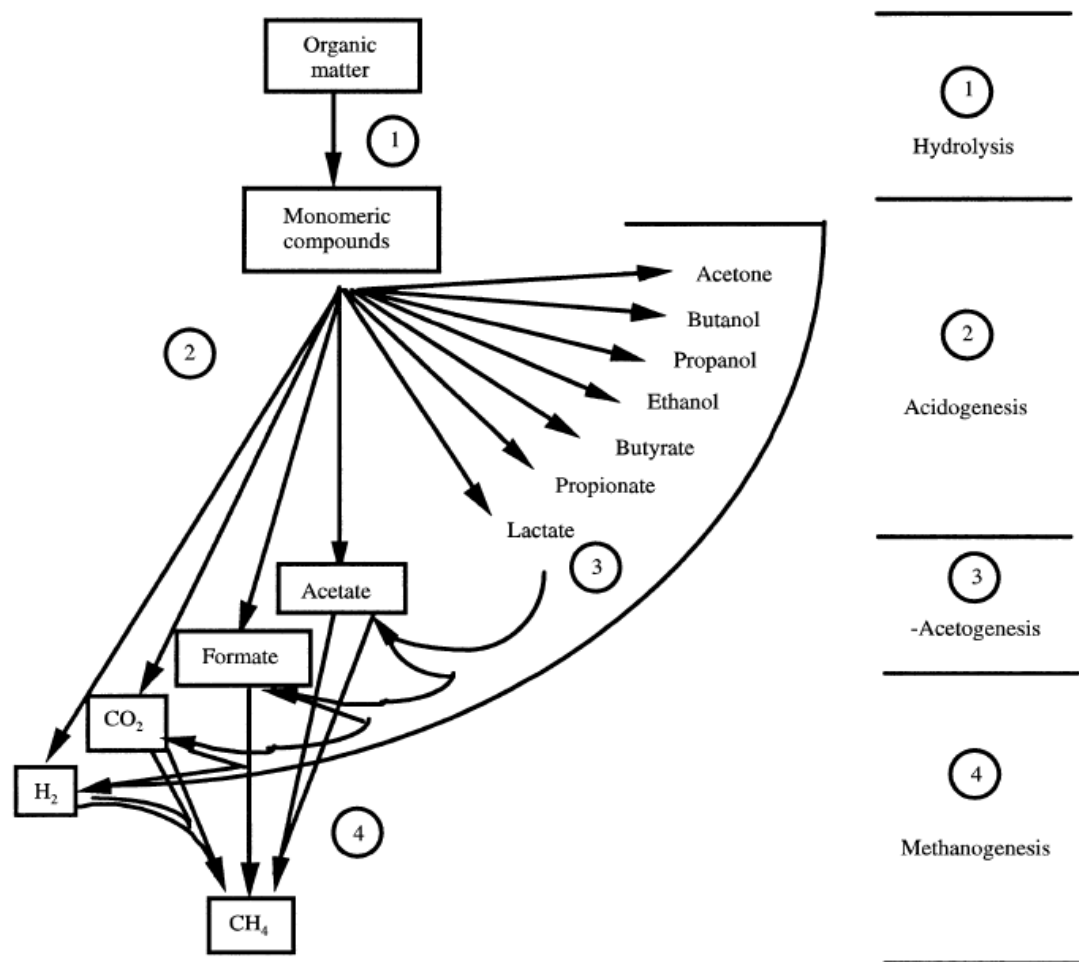 Organic
matter
1
Monomeric
compounds
2
Acetone
Butanol
Propanol
Ethanol
Butyrate
Propionate
Lactate
3
Acetate
Formate
CO₂
H₂
4
CH₄
1
Hydrolysis
2
Acidogenesis
3
-Acetogenesis
4
Methanogenesis